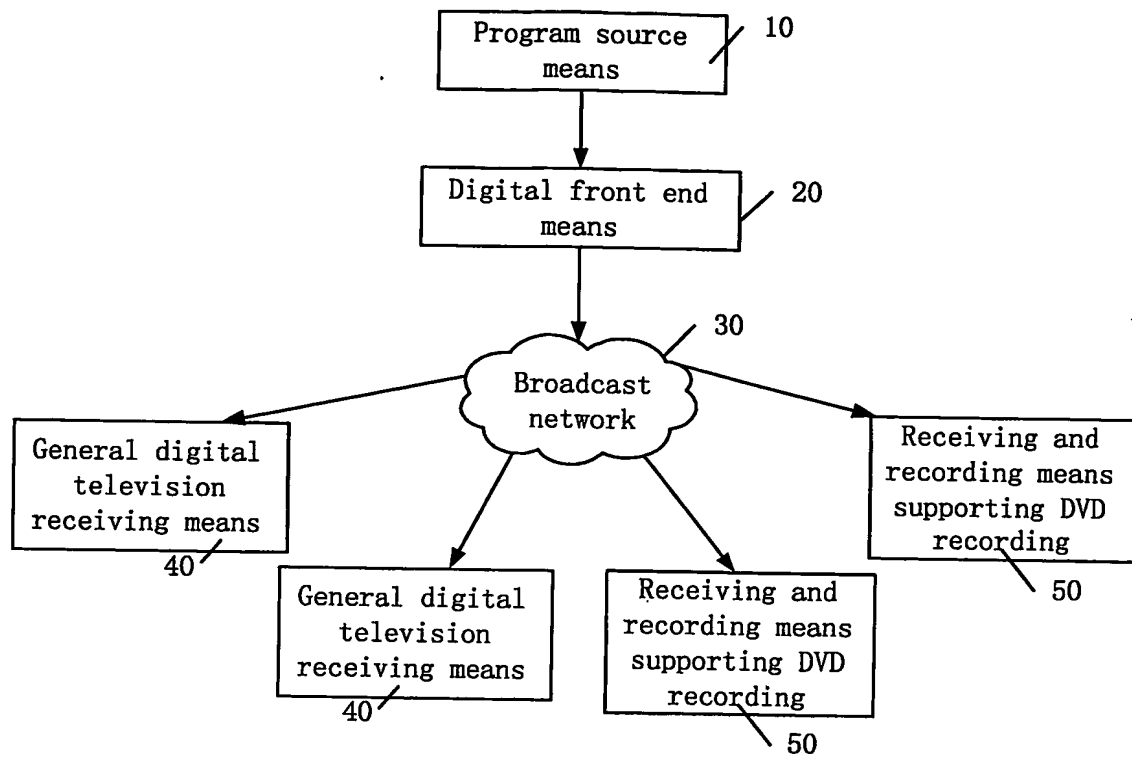 Program source
means
10
Digital front end
means
20
30
Broadcast
network
General digital
television
receiving means
40
General digital
television
receiving means
40
Receiving and
recording means
supporting DVD
recording
50
Receiving and
recording means
supporting DVD
recording
50